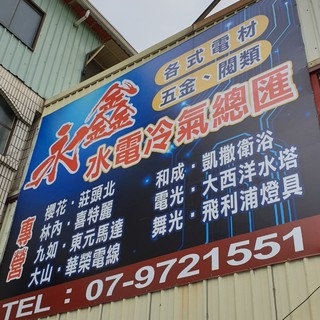 各式電材
五金、閥類
永鑫
水電冷氣總匯
專營
櫻花·莊頭北
林內·喜特麗
九如·東元馬達
大山·華榮電線
和成·凱撒衛浴
電光·大西洋水塔
舞光·飛利浦燈具
TEL：07-9721551